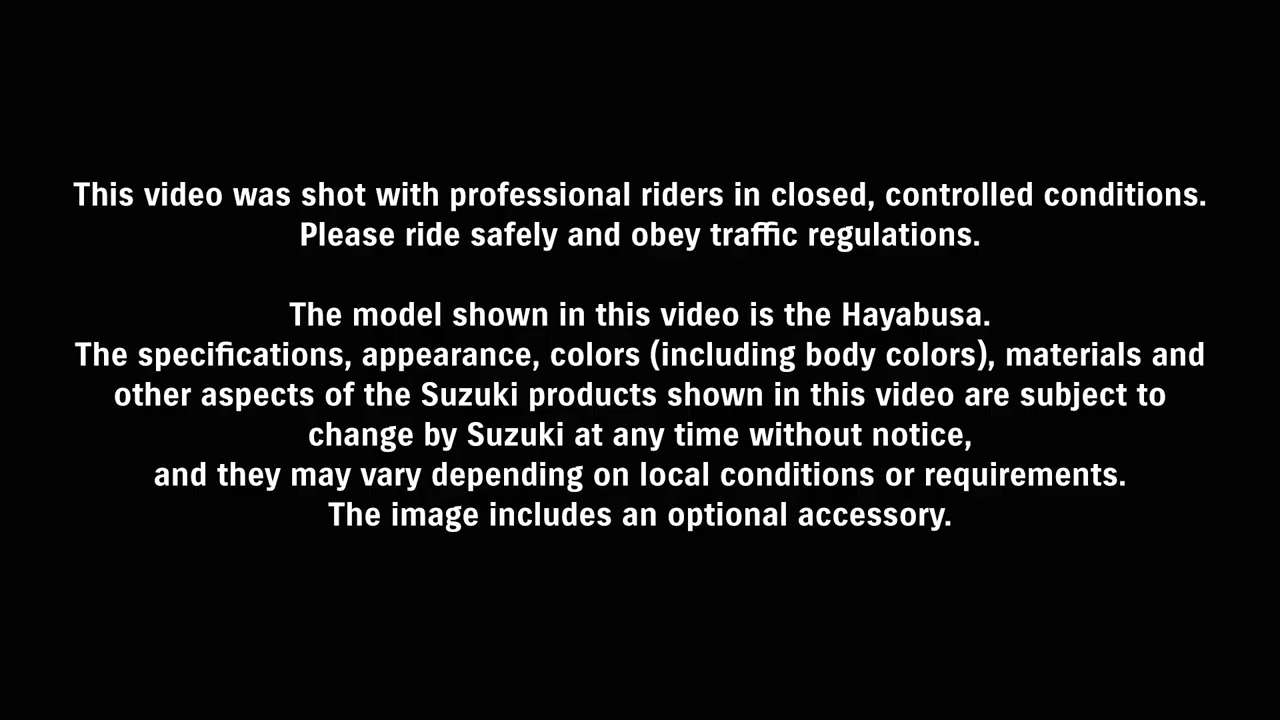 This video was shot with professional riders in closed, controlled conditions.
Please ride safely and obey traffic regulations.
The model shown in this video is the Hayabusa.
The specifications, appearance, colors (including body colors), materials and
other aspects of the Suzuki products shown in this video are subject to
change by Suzuki at any time without notice,
and they may vary depending on local conditions or requirements.
The image includes an optional accessory.